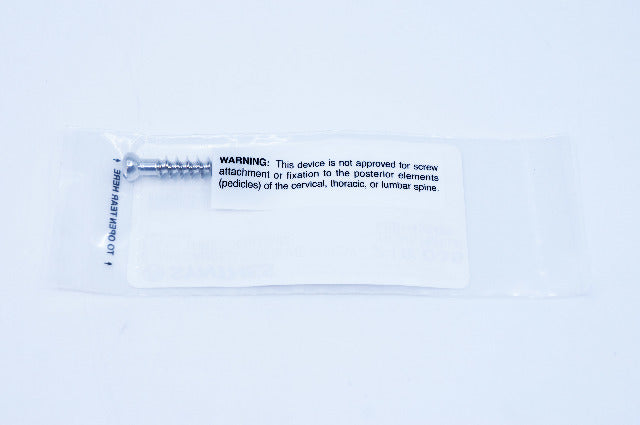 WARNING: This device is not approved for screw
attachment or fixation to the posterior elements
(pedicles) of the cervical, thoracic, or lumbar spine.
TO OPEN TEAR HERE